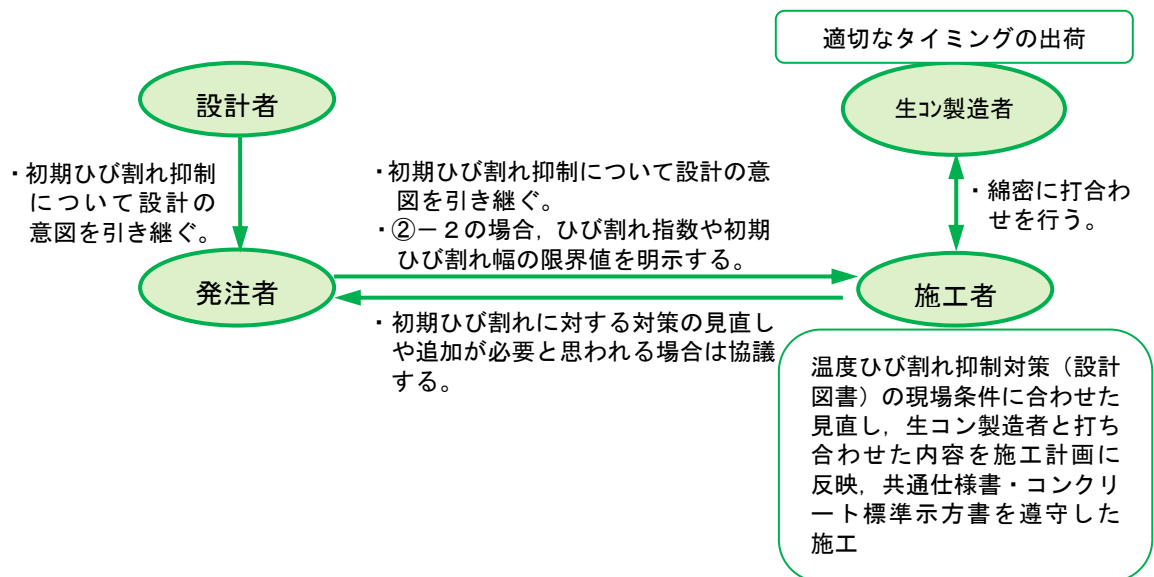 適切なタイミングの出荷
設計者
生コン製造者
・初期ひび割れ抑制
について設計の
意図を引き継ぐ。
・初期ひび割れ抑制について設計の意
図を引き継ぐ。
・②－２の場合，ひび割れ指数や初期
ひび割れ幅の限界値を明示する。
・綿密に打合わ
せを行う。
発注者
施工者
・初期ひび割れに対する対策の見直し
や追加が必要と思われる場合は協議
する。
温度ひび割れ抑制対策（設計
図書）の現場条件に合わせた
見直し，生コン製造者と打ち
合わせた内容を施工計画に
反映，共通仕様書・コンクリ
ート標準示方書を遵守した
施工